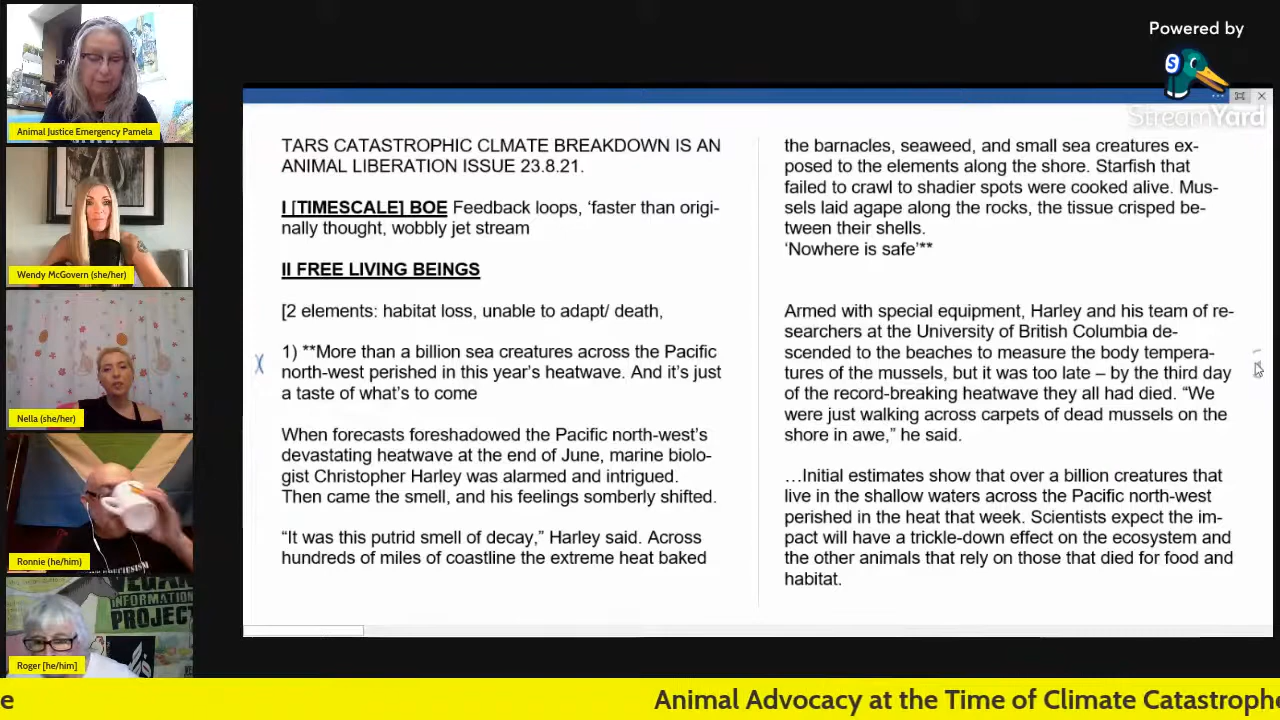 Powered by
S
StreamYard
Animal Justice Emergency Pamela
Wendy McGovern (she/her)
Nella (she/her)
Ronnie (he/him)
VEGAN
INFORMATION
PROJECT
Roger [he/him]
TARS CATASTROPHIC CLMATE BREAKDOWN IS AN
ANIMAL LIBERATION ISSUE 23.8.21.
I [TIMESCALE] BOE Feedback loops, ‘faster than origi-
nally thought, wobbly jet stream
II FREE LIVING BEINGS
[2 elements: habitat loss, unable to adapt/ death,
1) **More than a billion sea creatures across the Pacific
north-west perished in this year’s heatwave. And it’s just
a taste of what’s to come
When forecasts foreshadowed the Pacific north-west’s
devastating heatwave at the end of June, marine biolo-
gist Christopher Harley was alarmed and intrigued.
Then came the smell, and his feelings somberly shifted.
“It was this putrid smell of decay,” Harley said. Across
hundreds of miles of coastline the extreme heat baked
the barnacles, seaweed, and small sea creatures ex-
posed to the elements along the shore. Starfish that
failed to crawl to shadier spots were cooked alive. Mus-
sels laid agape along the rocks, the tissue crisped be-
tween their shells.
‘Nowhere is safe’**
Armed with special equipment, Harley and his team of re-
searchers at the University of British Columbia de-
scended to the beaches to measure the body tempera-
tures of the mussels, but it was too late – by the third day
of the record-breaking heatwave they all had died. “We
were just walking across carpets of dead mussels on the
shore in awe,” he said.
…Initial estimates show that over a billion creatures that
live in the shallow waters across the Pacific north-west
perished in the heat that week. Scientists expect the im-
pact will have a trickle-down effect on the ecosystem and
the other animals that rely on those that died for food and
habitat.
e Animal Advocacy at the Time of Climate Catastrophe